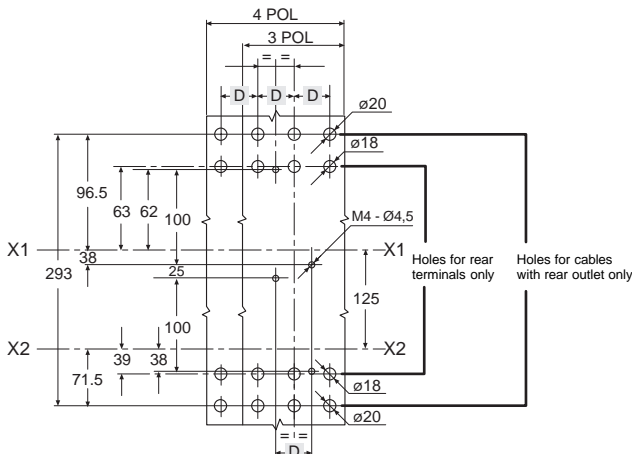 4 POL
3 POL
= =
D D D
ø20
ø18
96.5
63 62 100
M4 - Ø4,5
X1 X1
38
Holes for rear terminals only
Holes for cables with rear outlet only
293
25
125
100
X2 X2
39 38
71.5
ø18
ø20
= =
D